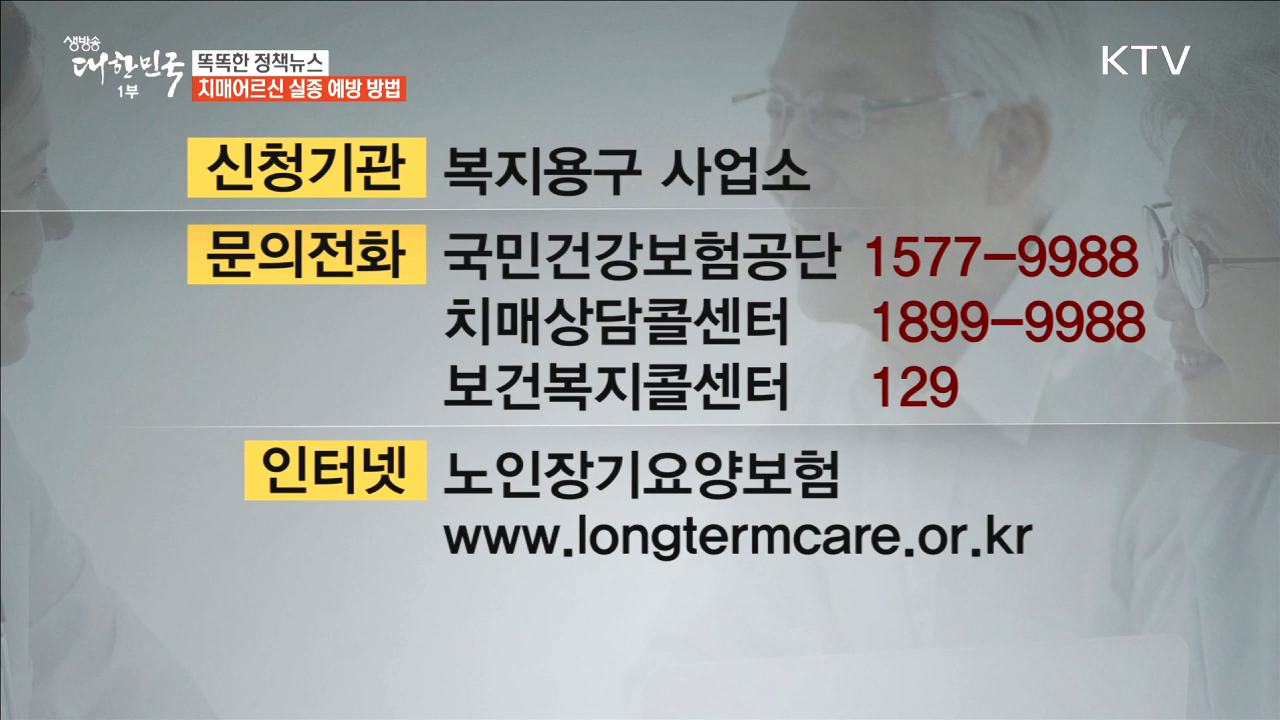 생방송
대한민국
1부
똑똑한 정책뉴스
치매어르신 실종 예방 방법
KTV
신청기관 복지용구 사업소
문의전화 국민건강보험공단 1577-9988
치매상담콜센터 1899-9988
보건복지콜센터 129
인터넷 노인장기요양보험
www.longtermcare.or.kr